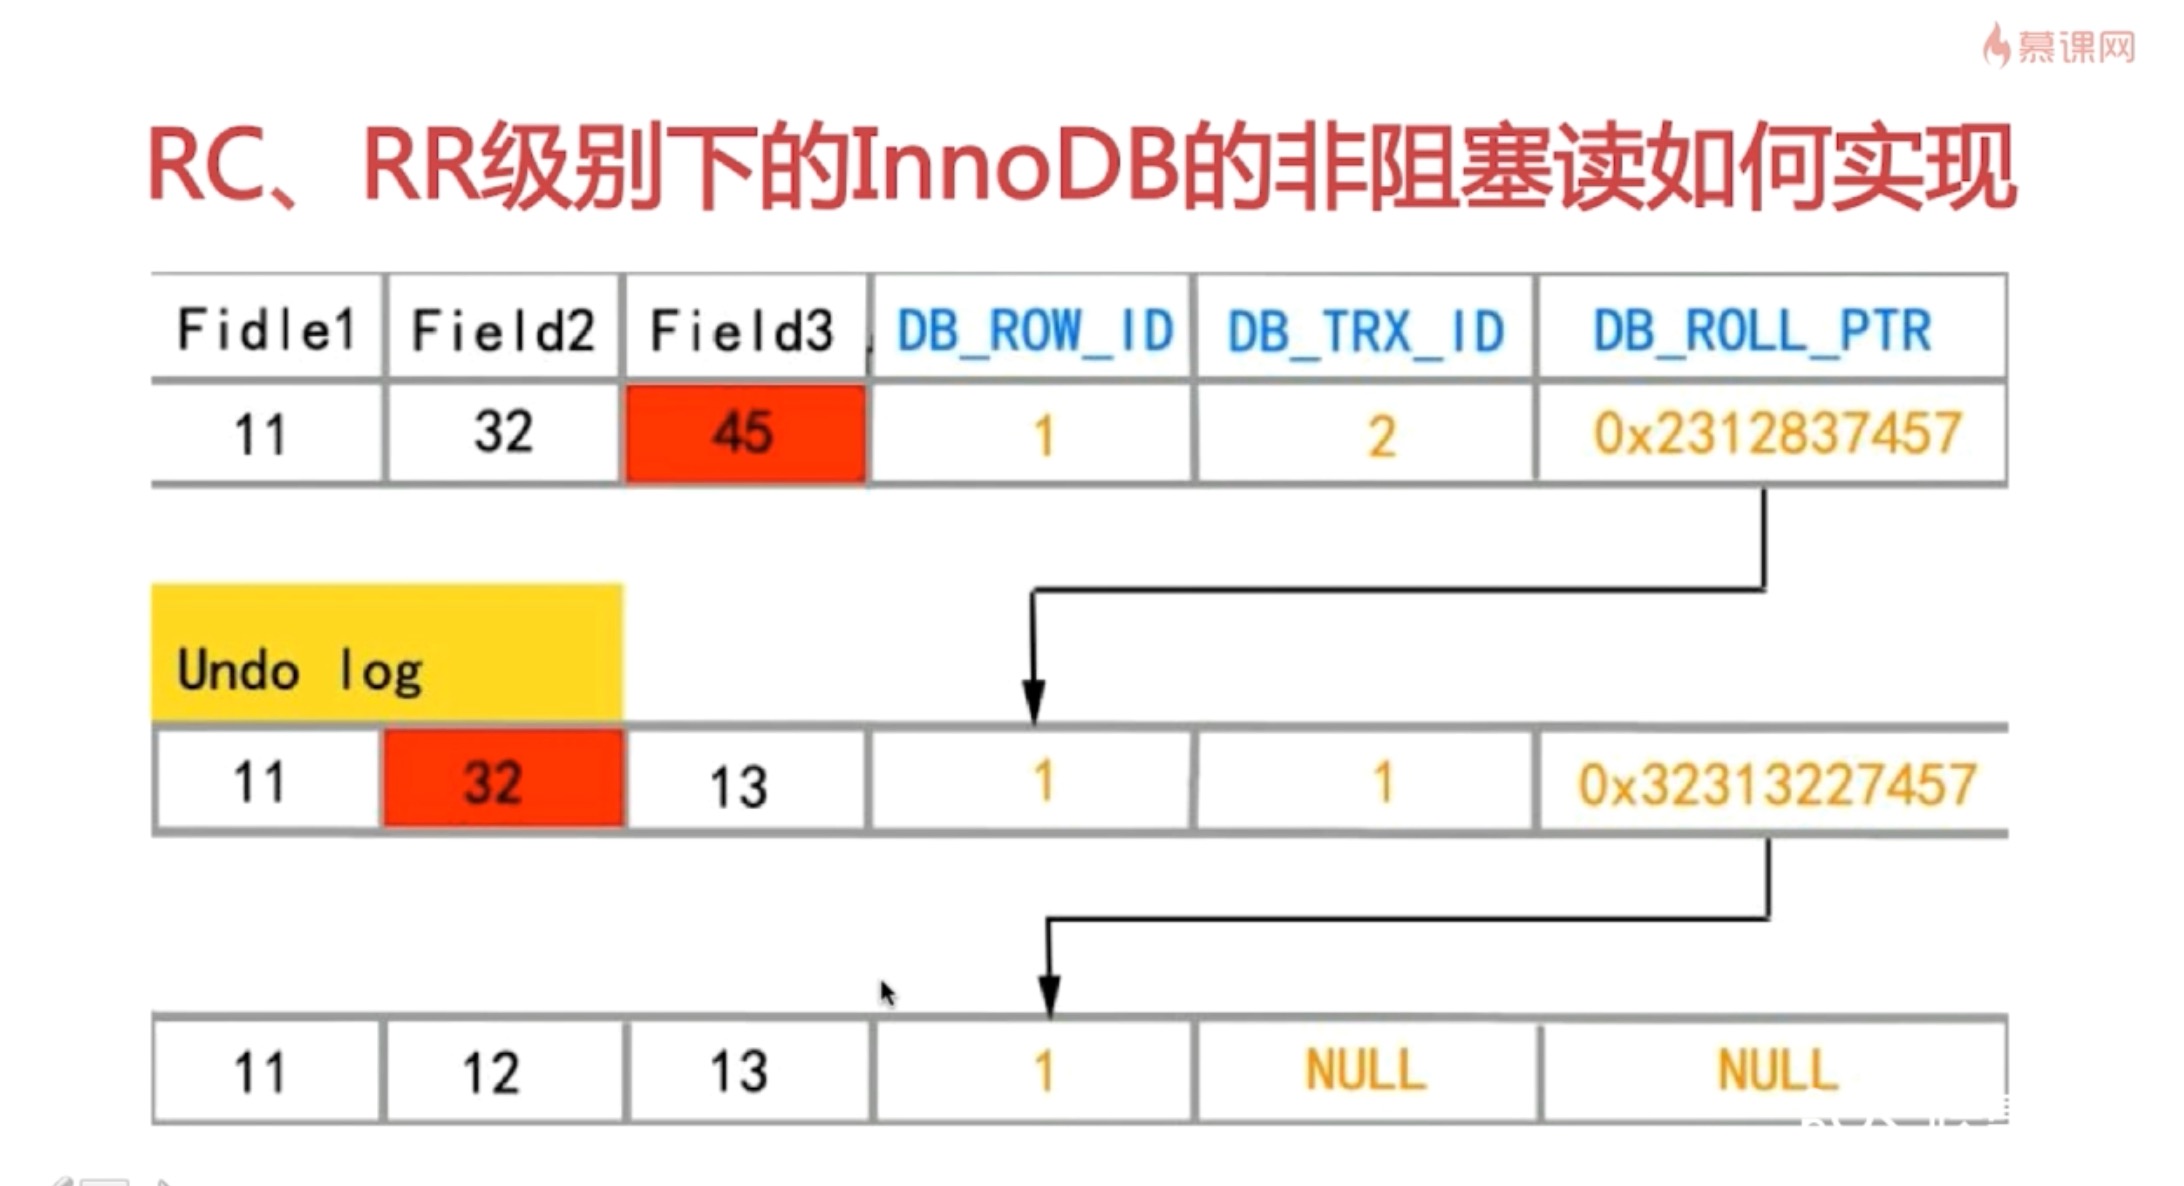 慕课网
RC、RR级别下的InnoDB的非阻塞读如何实现
Fidle1 Field2 Field3 DB_ROW_ID DB_TRX_ID DB_ROLL_PTR
11 32 45 1 2 0x2312837457
Undo log
11 32 13 1 1 0x32313227457
11 12 13 1 NULL NULL